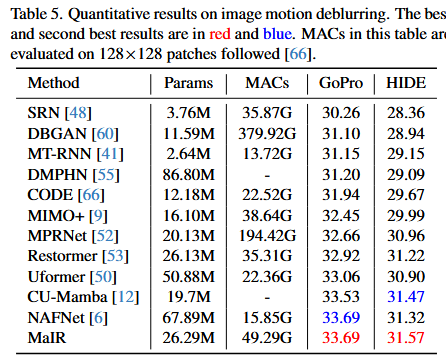 Table 5. Quantitative results on image motion deblurring. The bes
and second best results are in red and blue. MACs in this table are
evaluated on 128×128 patches followed [66].
Method Params MACs GoPro HIDE
SRN [48] 3.76M 35.87G 30.26 28.36
DBGAN [60] 11.59M 379.92G 31.10 28.94
MT-RNN [41] 2.64M 13.72G 31.15 29.15
DMPHN [55] 86.80M - 31.20 29.09
CODE [66] 12.18M 22.52G 31.94 29.67
MIMO+ [9] 16.10M 38.64G 32.45 29.99
MPRNet [52] 20.13M 194.42G 32.66 30.96
Restormer [53] 26.13M 35.31G 32.92 31.22
Uformer [50] 50.88M 22.36G 33.06 30.90
CU-Mamba [12] 19.7M - 33.53 31.47
NAFNet [6] 67.89M 15.85G 33.69 31.32
MaIR 26.29M 49.29G 33.69 31.57